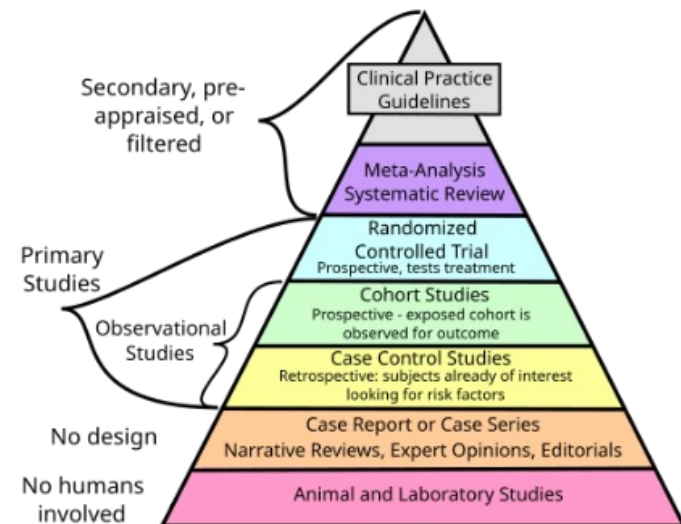 Clinical Practice
Guidelines
Secondary, pre-
appraised, or
filtered
Meta-Analysis
Systematic Review
Randomized
Controlled Trial
Prospective, tests treatment
Primary
Studies
Cohort Studies
Prospective - exposed cohort is
observed for outcome
Observational
Studies
Case Control Studies
Retrospective: subjects already of interest
looking for risk factors
No design
Case Report or Case Series
Narrative Reviews, Expert Opinions, Editorials
No humans
involved
Animal and Laboratory Studies